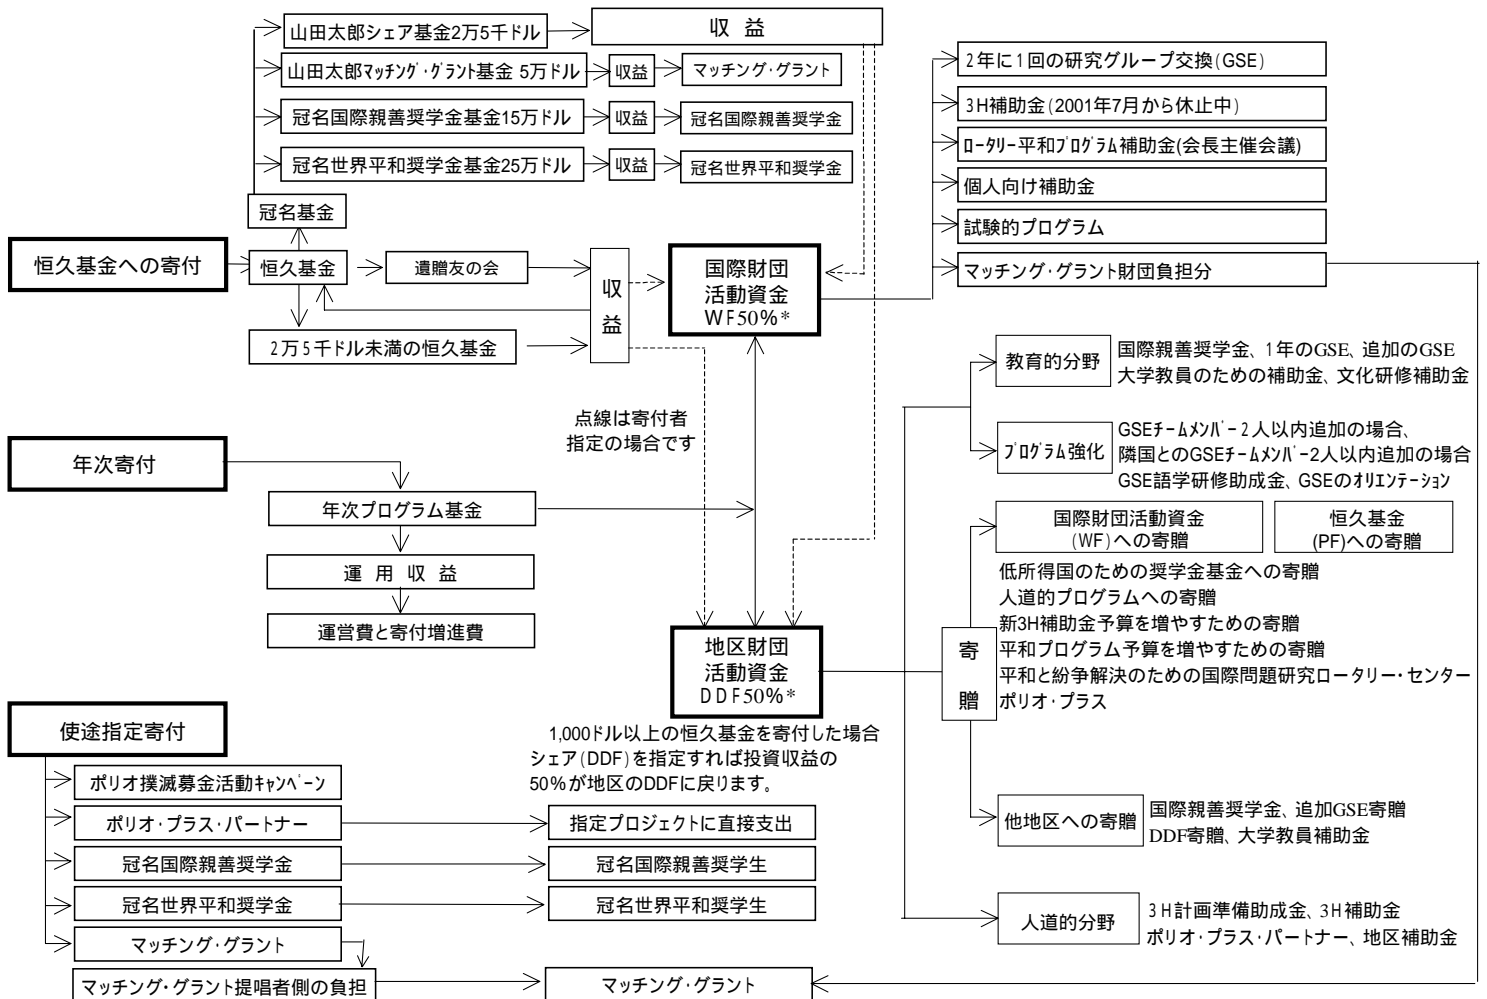 山田太郎シェア基金2万5千ドル
収 益
山田太郎マッチング・グラント基金 5万ドル
収益
マッチング・グラント
冠名国際親善奨学金基金15万ドル
収益
冠名国際親善奨学金
冠名世界平和奨学金基金25万ドル
収益
冠名世界平和奨学金
冠名基金
恒久基金への寄付
恒久基金
遺贈友の会
収
益
2万5千ドル未満の恒久基金
国際財団
活動資金
WF50%*
2年に1回の研究グループ交換(GSE)
3H補助金(2001年7月から休止中)
ロータリー平和プログラム補助金(会長主催会議)
個人向け補助金
試験的プログラム
マッチング・グラント財団負担分
点線は寄付者
指定の場合です
年次寄付
年次プログラム基金
運 用 収 益
運営費と寄付増進費
地区財団
活動資金
DDF50%*
1,000ドル以上の恒久基金を寄付した場合
シェア(DDF)を指定すれば投資収益の
50%が地区のDDFに戻ります。
教育的分野
国際親善奨学金、1年のGSE、追加のGSE
大学教員のための補助金、文化研修補助金
プログラム強化
GSEチームメンバー2人以内追加の場合、
隣国とのGSEチームメンバー2人以内追加の場合
GSE語学研修助成金、GSEのオリエンテーション
国際財団活動資金
(WF)への寄贈
恒久基金
(PF)への寄贈
低所得国のための奨学金基金への寄贈
人道的プログラムへの寄贈
新3H補助金予算を増やすための寄贈
平和プログラム予算を増やすための寄贈
平和と紛争解決のための国際問題研究ロータリー・センター
ポリオ・プラス
寄
贈
他地区への寄贈
国際親善奨学金、追加GSE寄贈
DDF寄贈、大学教員補助金
人道的分野
3H計画準備助成金、3H補助金
ポリオ・プラス・パートナー、地区補助金
使途指定寄付
ポリオ撲滅募金活動キャンペーン
ポリオ・プラス・パートナー
指定プロジェクトに直接支出
冠名国際親善奨学金
冠名国際親善奨学生
冠名世界平和奨学金
冠名世界平和奨学生
マッチング・グラント
マッチング・グラント提唱者側の負担
マッチング・グラント